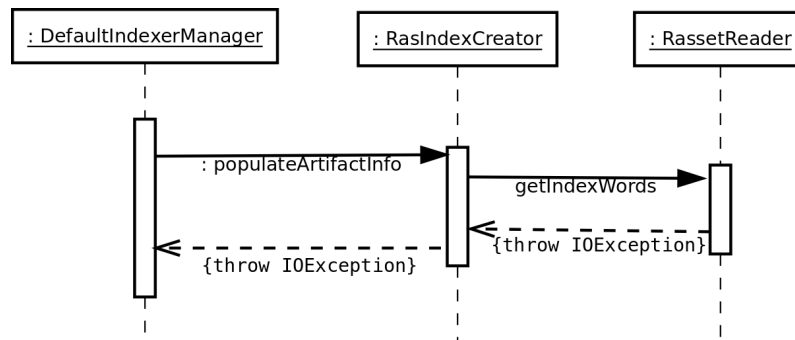 : DefaultIndexerManager
: RasIndexCreator
: RassetReader
: populateArtifactInfo
getIndexWords
{throw IOException}
{throw IOException}